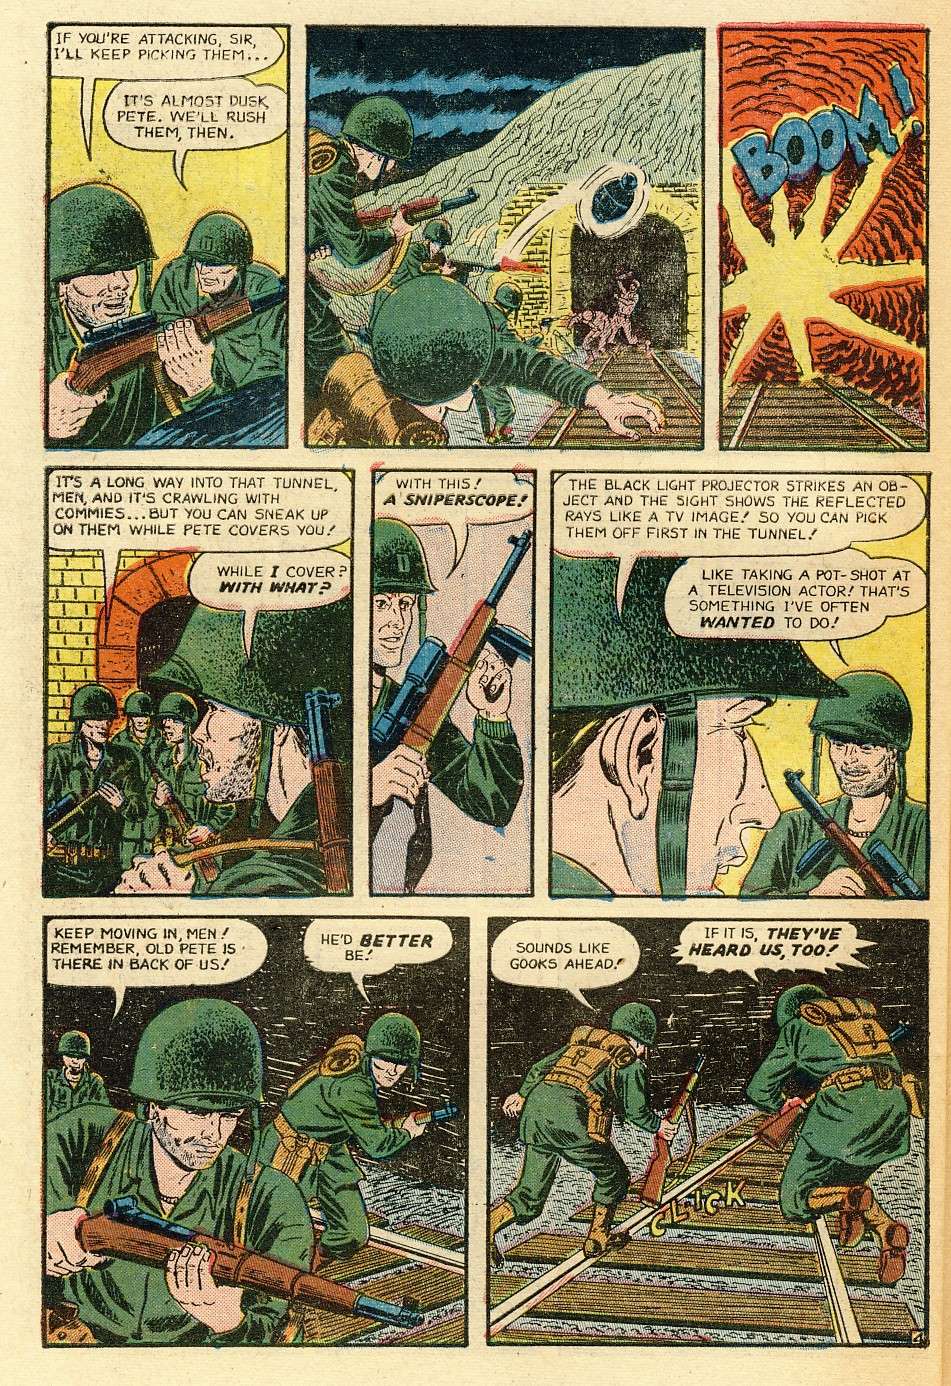 IF YOU'RE ATTACKING, SIR,
I'LL KEEP PICKING THEM...
IT'S ALMOST DUSK,
PETE. WE'LL RUSH
THEM, THEN.
BOOM!
IT'S A LONG WAY INTO THAT TUNNEL,
MEN, AND IT'S CRAWLING WITH
COMMIES...BUT YOU CAN SNEAK UP
ON THEM WHILE PETE COVERS YOU!
WHILE I COVER?
WITH WHAT?
WITH THIS!
A SNIPERSCOPE!
THE BLACK LIGHT PROJECTOR STRIKES AN OB-
JECT AND THE SIGHT SHOWS THE REFLECTED
RAYS LIKE A TV IMAGE! SO YOU CAN PICK
THEM OFF FIRST IN THE TUNNEL!
LIKE TAKING A POT-SHOT AT
A TELEVISION ACTOR! THAT'S
SOMETHING I'VE OFTEN
WANTED TO DO!
KEEP MOVING IN, MEN!
REMEMBER, OLD PETE IS
THERE IN BACK OF US!
HE'D BETTER
BE!
SOUNDS LIKE
GOOKS AHEAD!
IF IT IS, THEY'VE
HEARD US, TOO!
CLICK
4